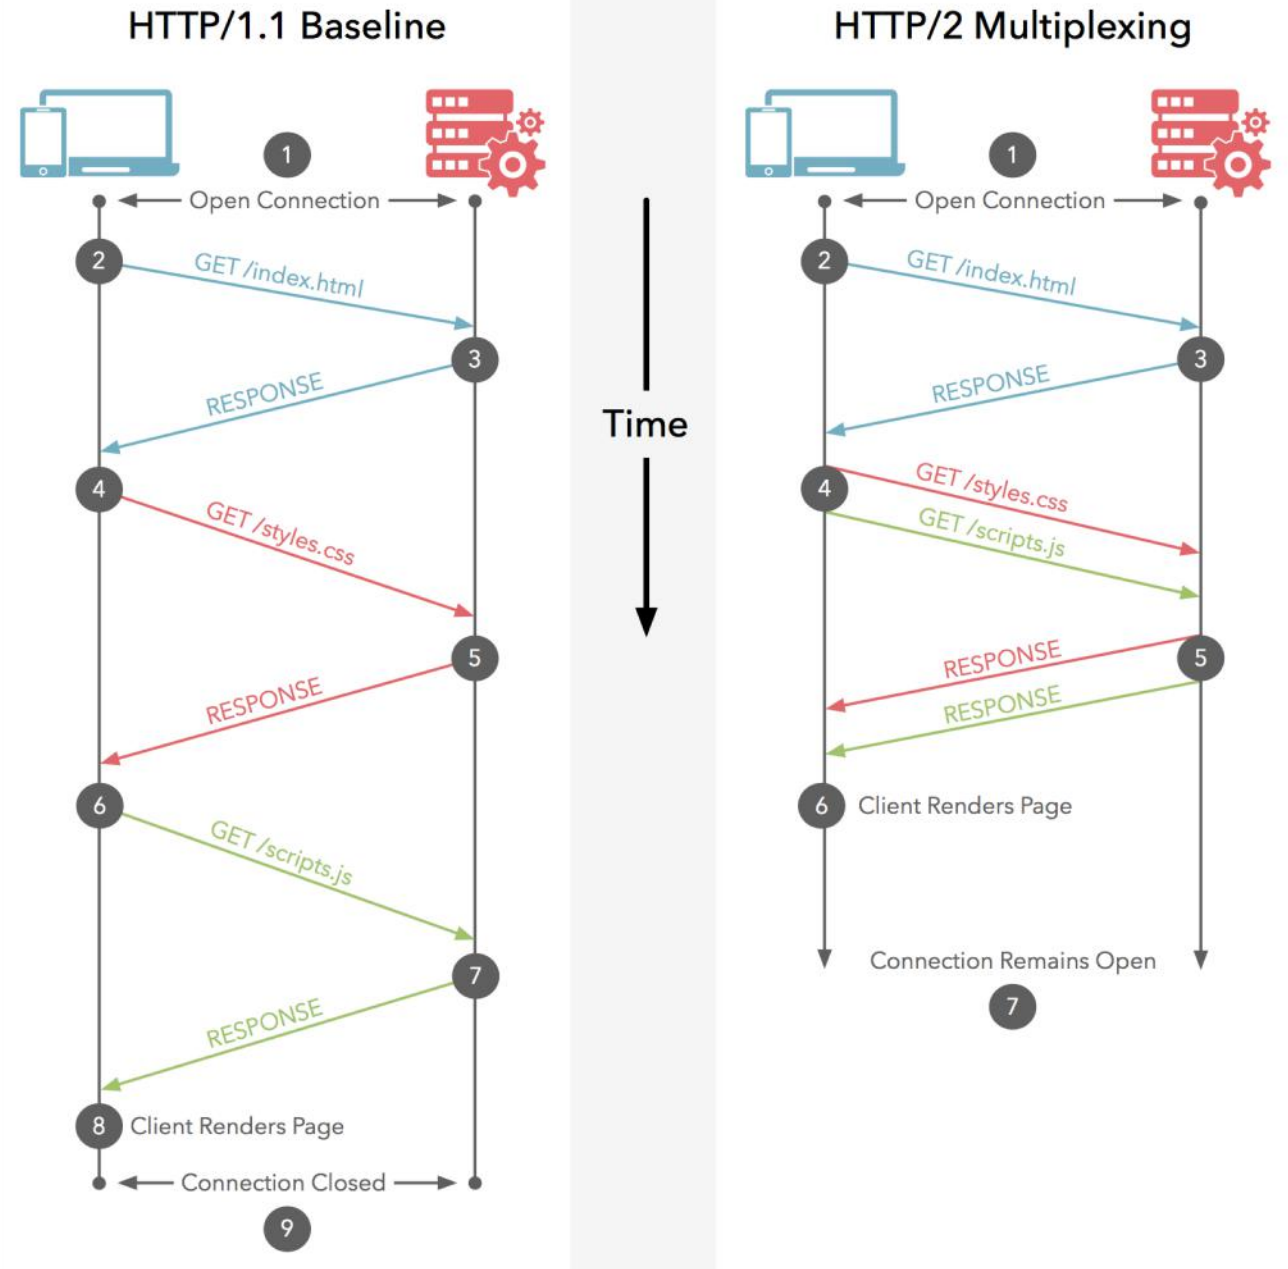 HTTP/1.1 Baseline
1
Open Connection
2
GET /index.html
3
RESPONSE
4
GET /styles.css
5
RESPONSE
6
GET /scripts.js
7
RESPONSE
8
Client Renders Page
Connection Closed
9
Time
HTTP/2 Multiplexing
1
Open Connection
2
GET /index.html
3
RESPONSE
4
GET /styles.css
GET /scripts.js
5
RESPONSE
RESPONSE
6
Client Renders Page
Connection Remains Open
7